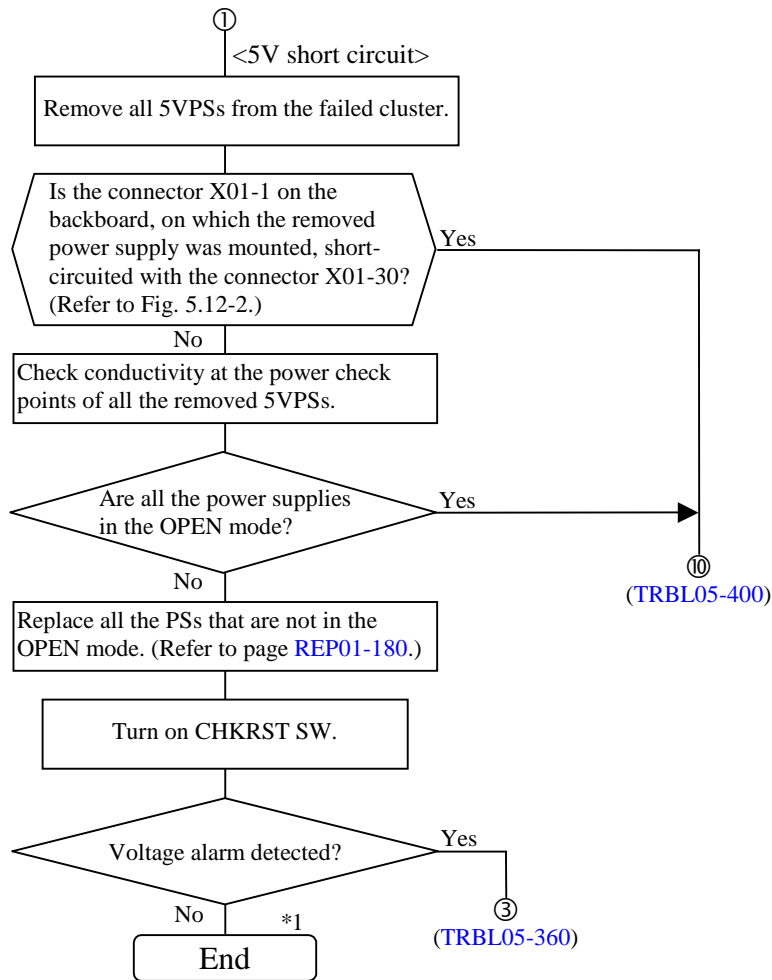 ①
<5V short circuit>
Remove all 5VPSs from the failed cluster.
Is the connector X01-1 on the
backboard, on which the removed
power supply was mounted, short-
circuited with the connector X01-30?
(Refer to Fig. 5.12-2.)
Yes
No
Check conductivity at the power check
points of all the removed 5VPSs.
Are all the power supplies
in the OPEN mode?
Yes
⑩
(TRBL05-400)
No
Replace all the PSs that are not in the
OPEN mode. (Refer to page REP01-180.)
Turn on CHKRST SW.
Voltage alarm detected?
Yes
③
(TRBL05-360)
No
*1
End